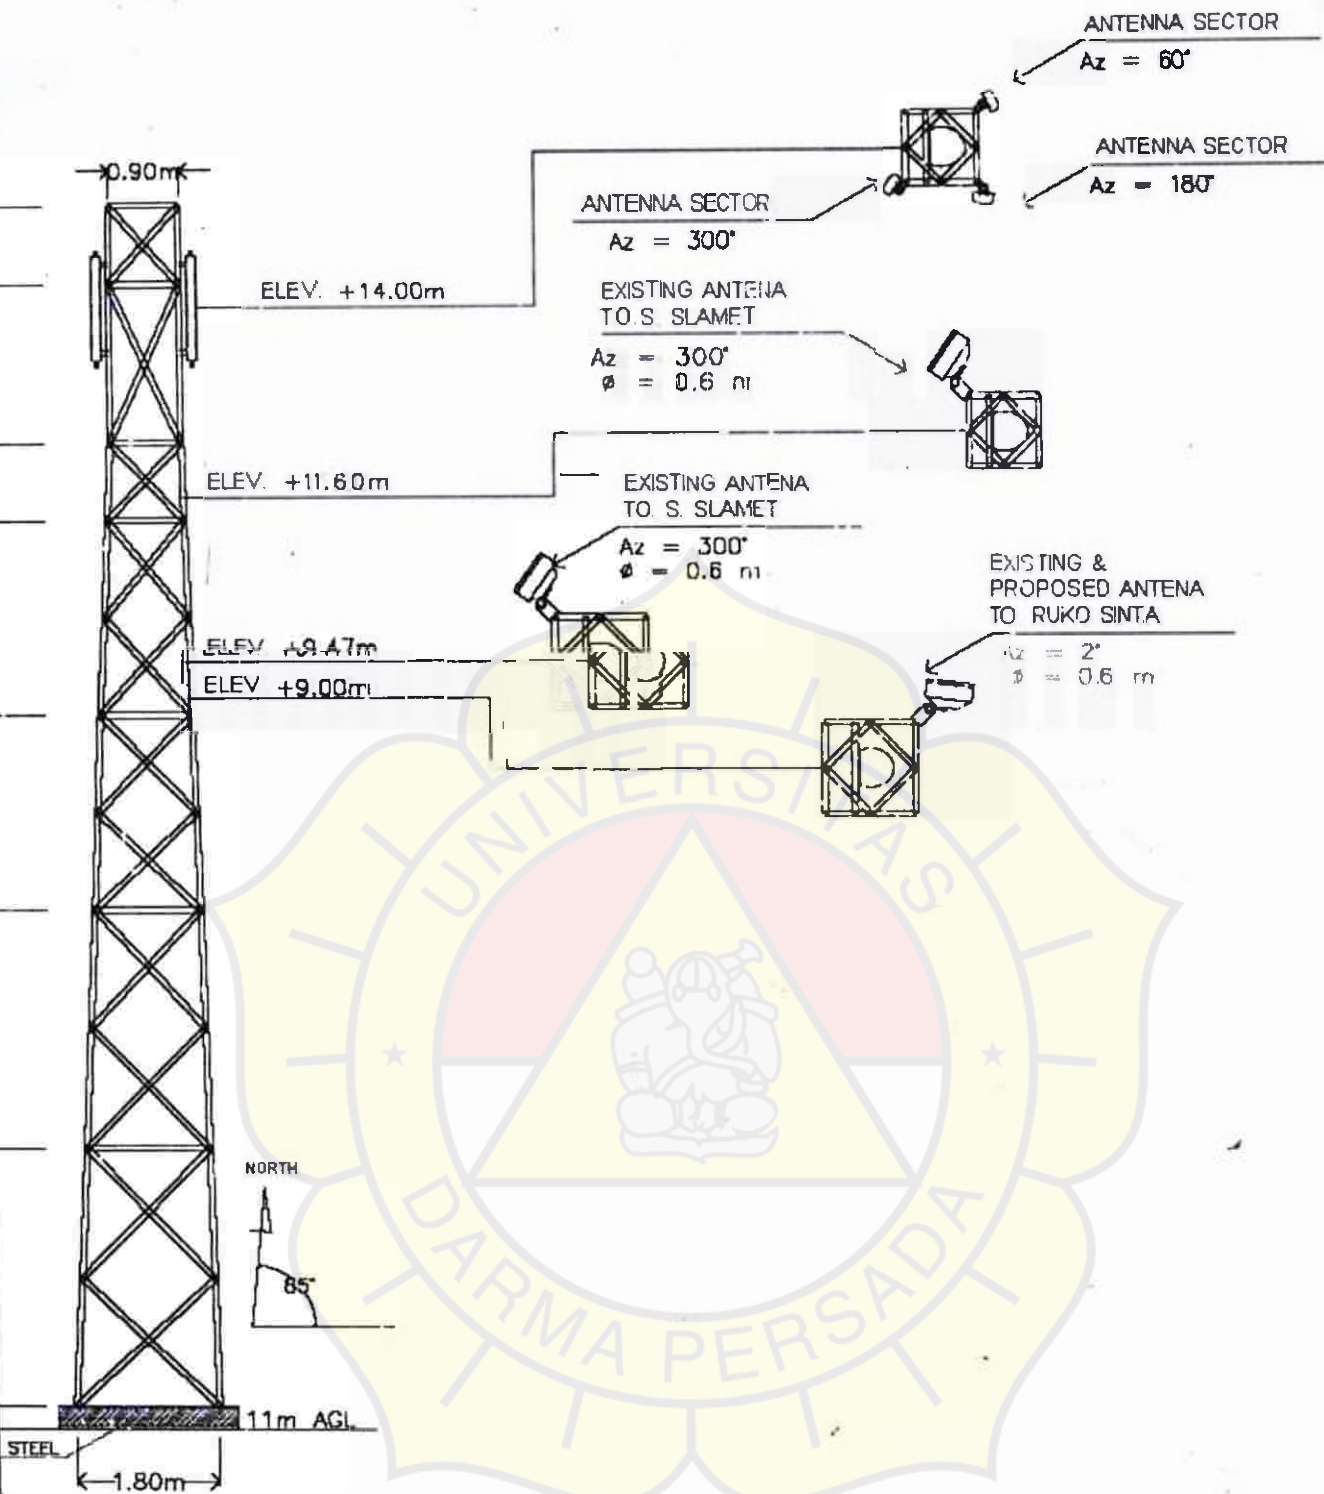 ANTENNA SECTOR
Az = 60°
0.90m
ANTENNA SECTOR
Az = 180°
ANTENNA SECTOR
Az = 300°
ELEV. +14.00m
EXISTING ANTENA
TO S. SLAMET
Az = 300°
ø = 0.6 m
ELEV. +11.60m
EXISTING ANTENA
TO S. SLAMET
Az = 300°
ø = 0.6 m
EXISTING &
PROPOSED ANTENA
TO RUKO SINTA
Az = 2°
ø = 0.6 m
ELEV +9.47m
ELEV +9.00m
UNIVERSITAS
DARMA PERSADA
NORTH
85°
11m AGL
STEEL
1.80m